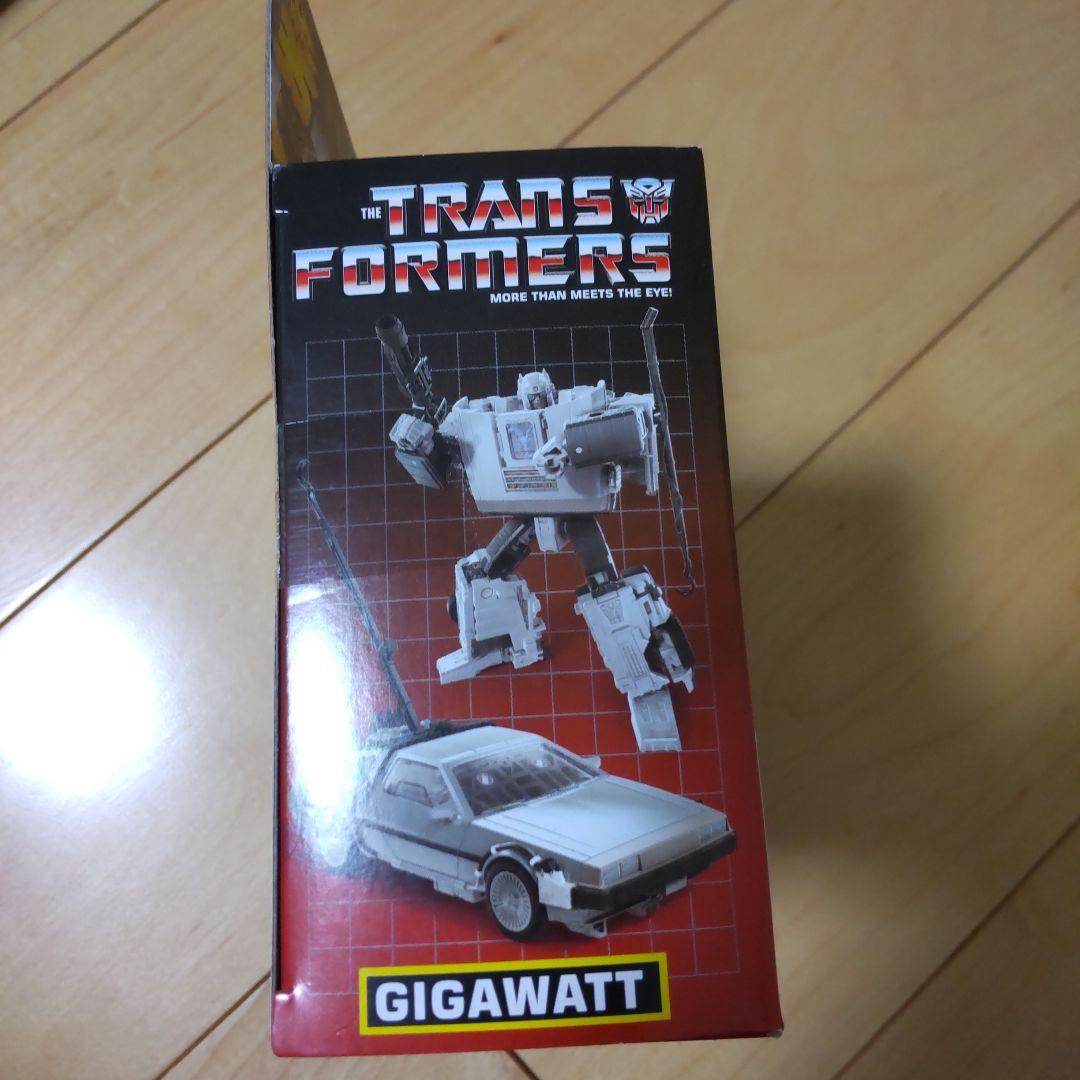 THE TRANS
FORMERS
MORE THAN MEETS THE EYE!
GIGAWATT